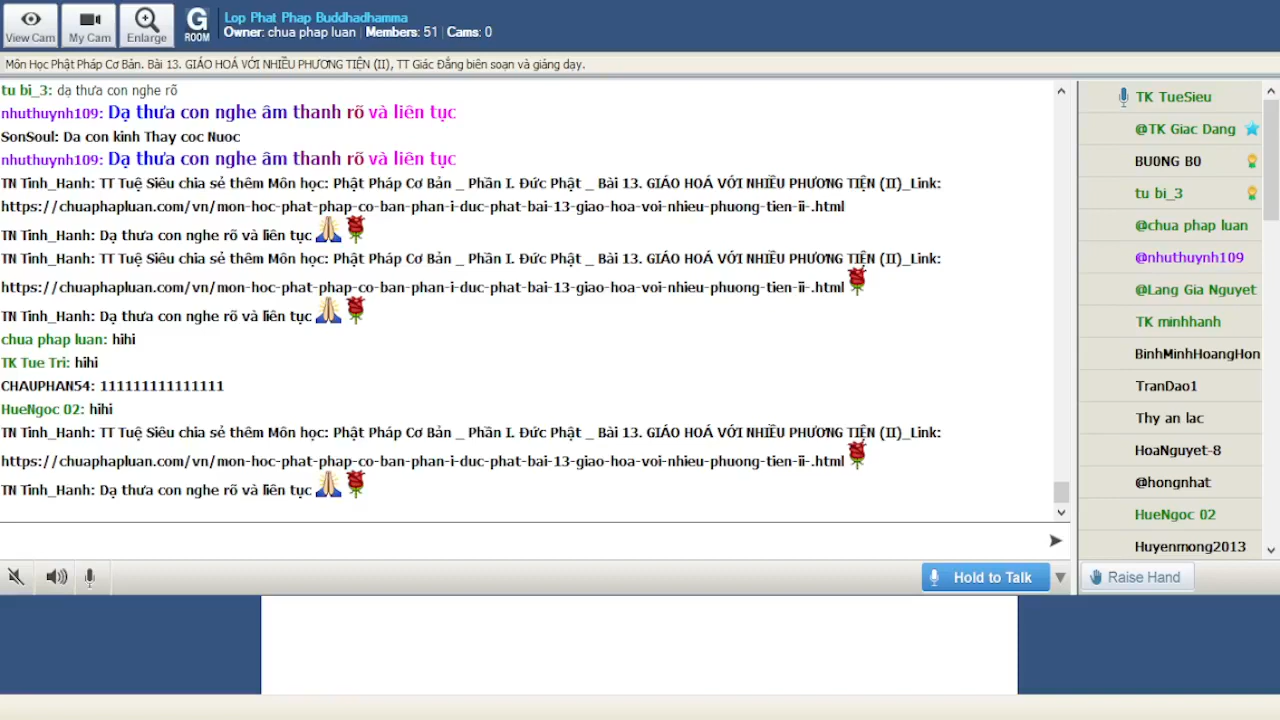 View Cam
My Cam
Enlarge
G
ROOM
Lop Phat Phap Buddhadhamma
Owner: chua phap luan | Members: 51 | Cams: 0
Môn Học Phật Pháp Cơ Bản. Bài 13. GIÁO HOÁ VỚI NHIỀU PHƯƠNG TIỆN (II), TT Giác Đẳng biên soạn và giảng dạy.
tu bi_3: dạ thưa con nghe rõ
nhuthuynh109: Dạ thưa con nghe âm thanh rõ và liên tục
SonSoul: Da con kinh Thay coc Nuoc
nhuthuynh109: Dạ thưa con nghe âm thanh rõ và liên tục
TN Tinh_Hanh: TT Tuệ Siêu chia sẻ thêm Môn học: Phật Pháp Cơ Bản _ Phần I. Đức Phật _ Bài 13. GIÁO HOÁ VỚI NHIỀU PHƯƠNG TIỆN (II)_Link:
https://chuaphapluan.com/vn/mon-hoc-phat-phap-co-ban-phan-i-duc-phat-bai-13-giao-hoa-voi-nhieu-phuong-tien-ii-.html
TN Tinh_Hanh: Dạ thưa con nghe rõ và liên tục
TN Tinh_Hanh: TT Tuệ Siêu chia sẻ thêm Môn học: Phật Pháp Cơ Bản _ Phần I. Đức Phật _ Bài 13. GIÁO HOÁ VỚI NHIỀU PHƯƠNG TIỆN (II)_Link:
https://chuaphapluan.com/vn/mon-hoc-phat-phap-co-ban-phan-i-duc-phat-bai-13-giao-hoa-voi-nhieu-phuong-tien-ii-.html
TN Tinh_Hanh: Dạ thưa con nghe rõ và liên tục
chua phap luan: hihi
TK Tue Tri: hihi
CHAUPHAN54: 111111111111111
HueNgoc 02: hihi
TN Tinh_Hanh: TT Tuệ Siêu chia sẻ thêm Môn học: Phật Pháp Cơ Bản _ Phần I. Đức Phật _ Bài 13. GIÁO HOÁ VỚI NHIỀU PHƯƠNG TIỆN (II)_Link:
https://chuaphapluan.com/vn/mon-hoc-phat-phap-co-ban-phan-i-duc-phat-bai-13-giao-hoa-voi-nhieu-phuong-tien-ii-.html
TN Tinh_Hanh: Dạ thưa con nghe rõ và liên tục
TK TueSieu
@TK Giac Dang
BU0NG B0
tu bi_3
@chua phap luan
@nhuthuynh109
@Lang Gia Nguyet
TK minhhanh
BinhMinhHoangHon
TranDao1
Thy an lac
HoaNguyet-8
@hongnhat
HueNgoc 02
Huyenmong2013
Hold to Talk
Raise Hand